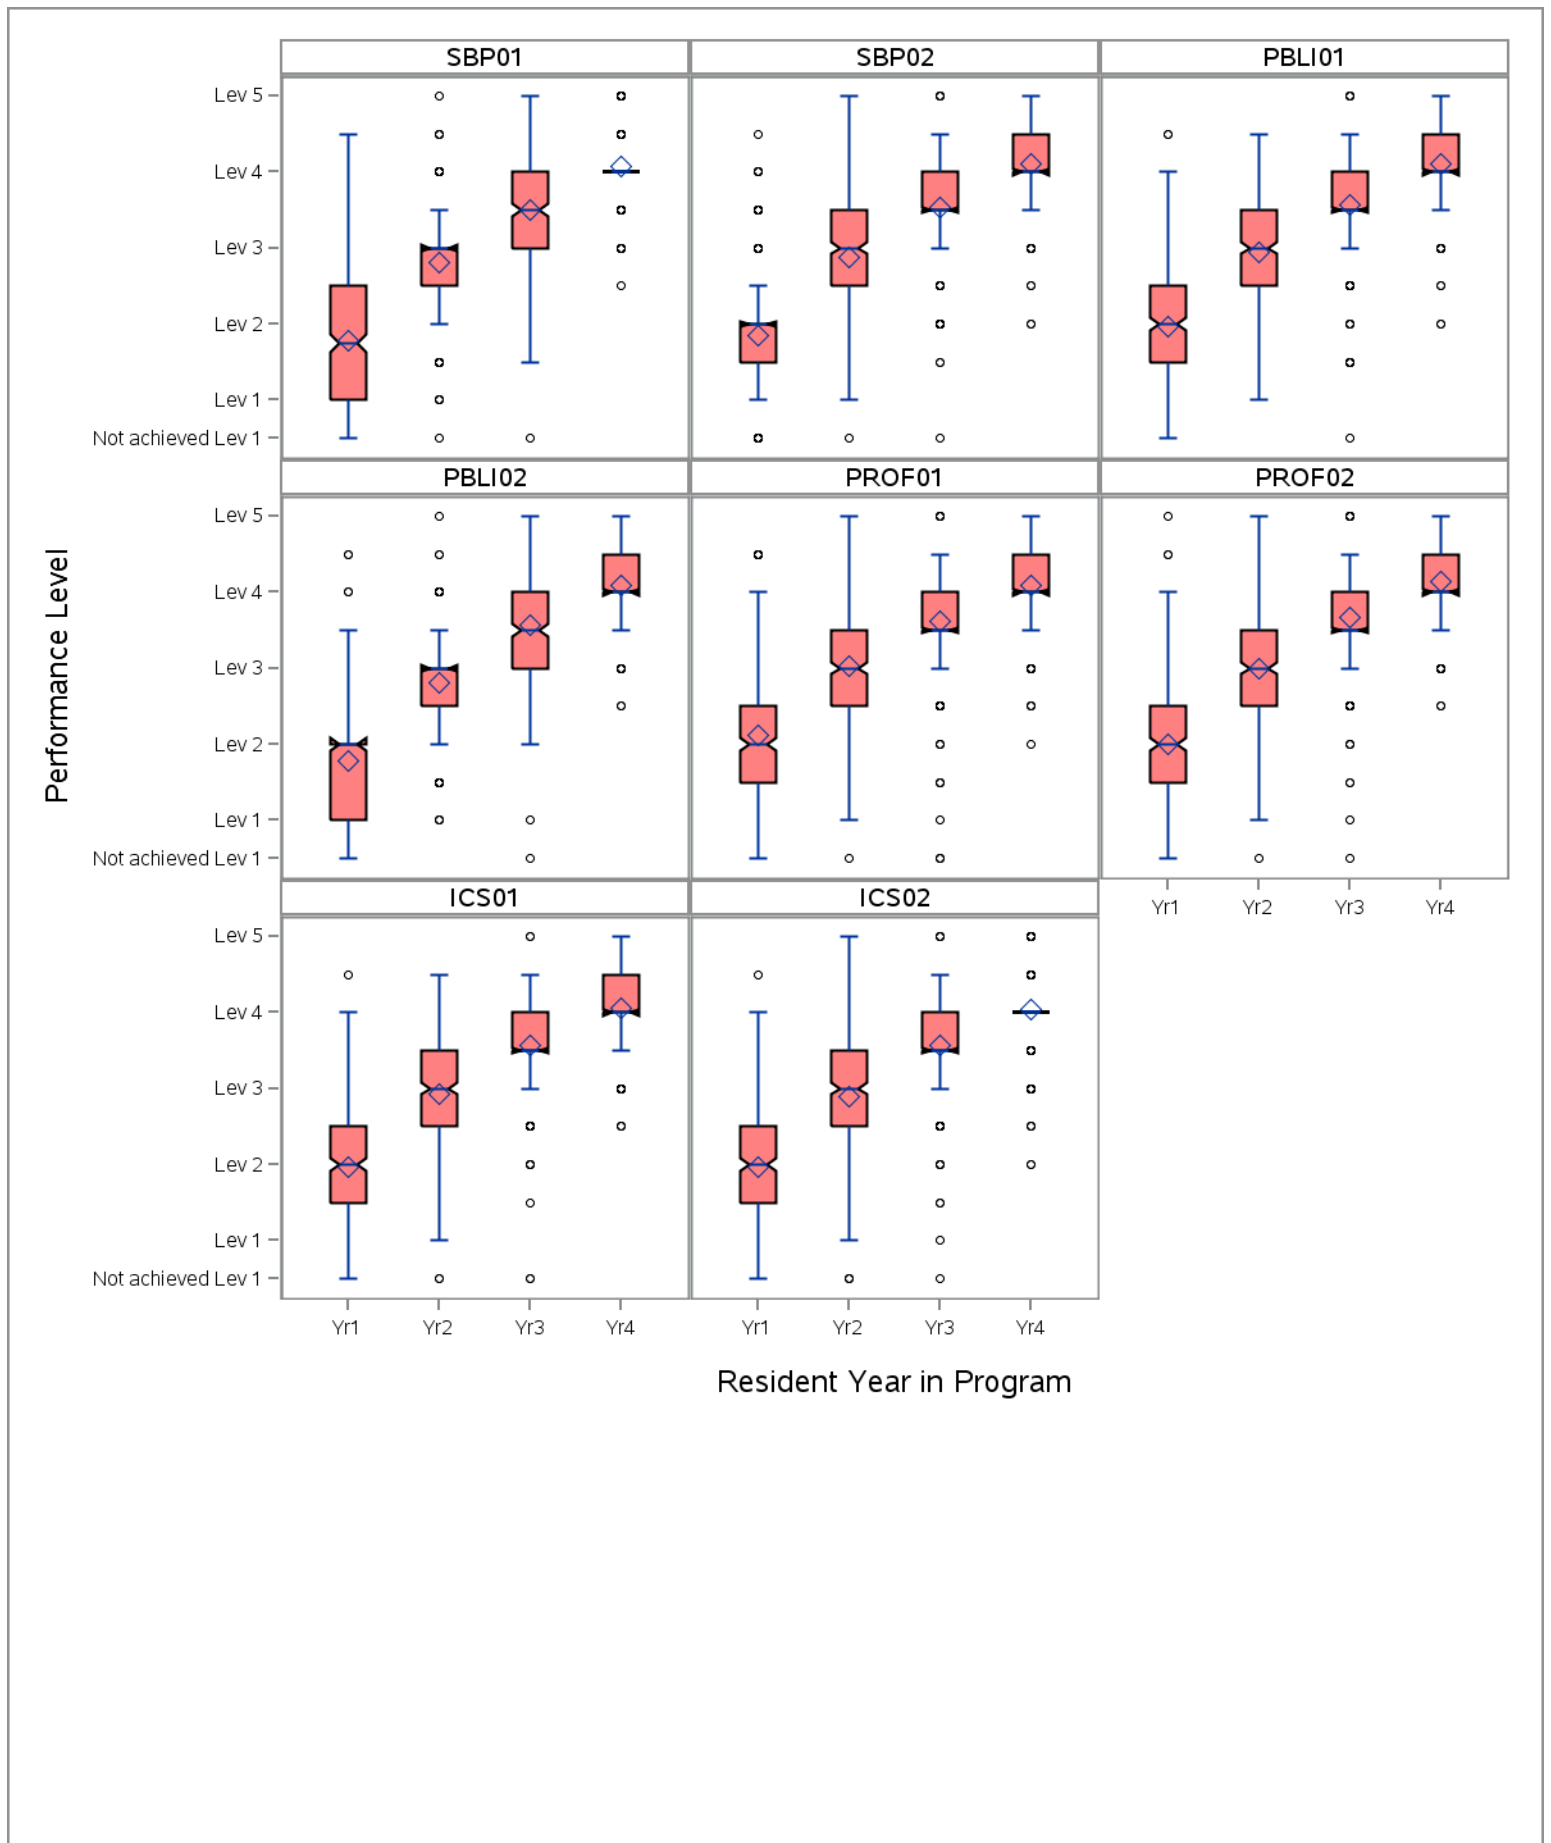 SBP01 SBP02 PBLI01
Lev 5
Lev 4
Lev 3
Lev 2
Lev 1
Not achieved Lev 1
PBLI02 PROF01 PROF02
Performance Level
Lev 5
Lev 4
Lev 3
Lev 2
Lev 1
Not achieved Lev 1
ICS01 ICS02
Yr1 Yr2 Yr3 Yr4
Lev 5
Lev 4
Lev 3
Lev 2
Lev 1
Not achieved Lev 1
Yr1 Yr2 Yr3 Yr4 Yr1 Yr2 Yr3 Yr4
Resident Year in Program